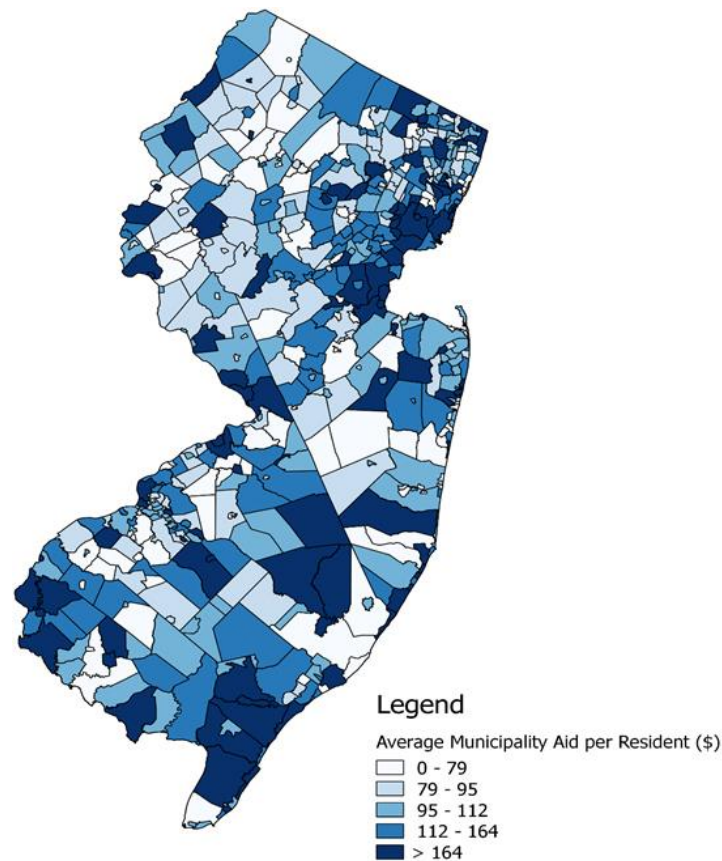 Legend
Average Municipality Aid per Resident ($)
0 - 79
79 - 95
95 - 112
112 - 164
> 164